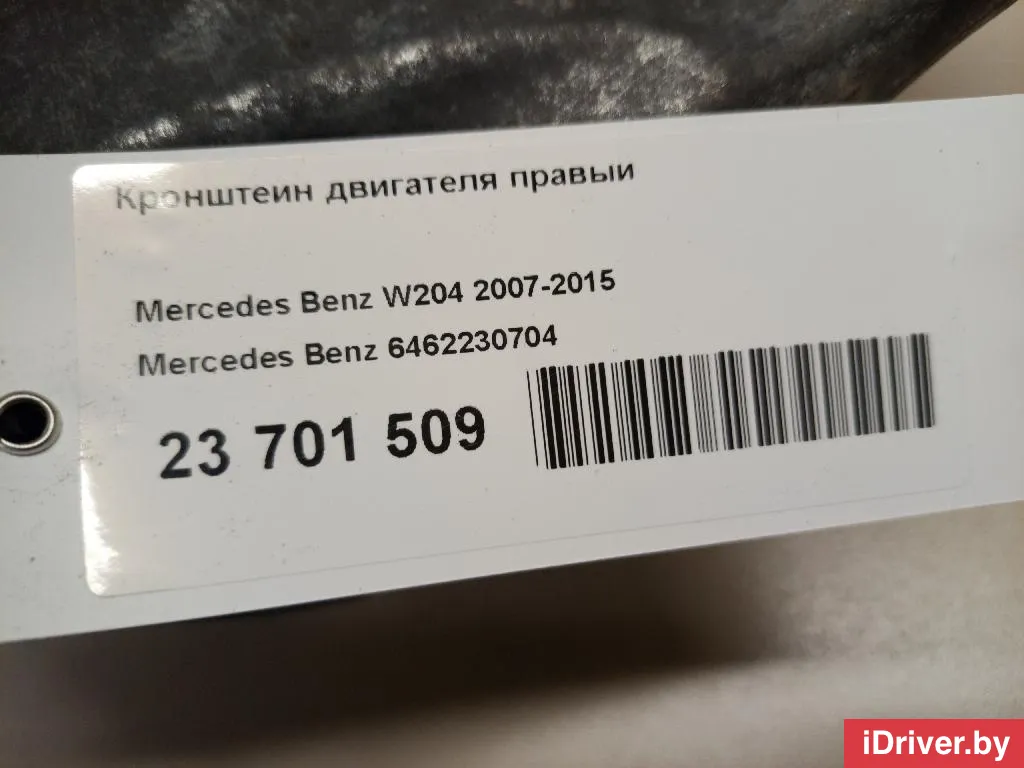 Кронштейн двигателя правый
Mercedes Benz W204 2007-2015
Mercedes Benz 6462230704
23 701 509
iDriver.by